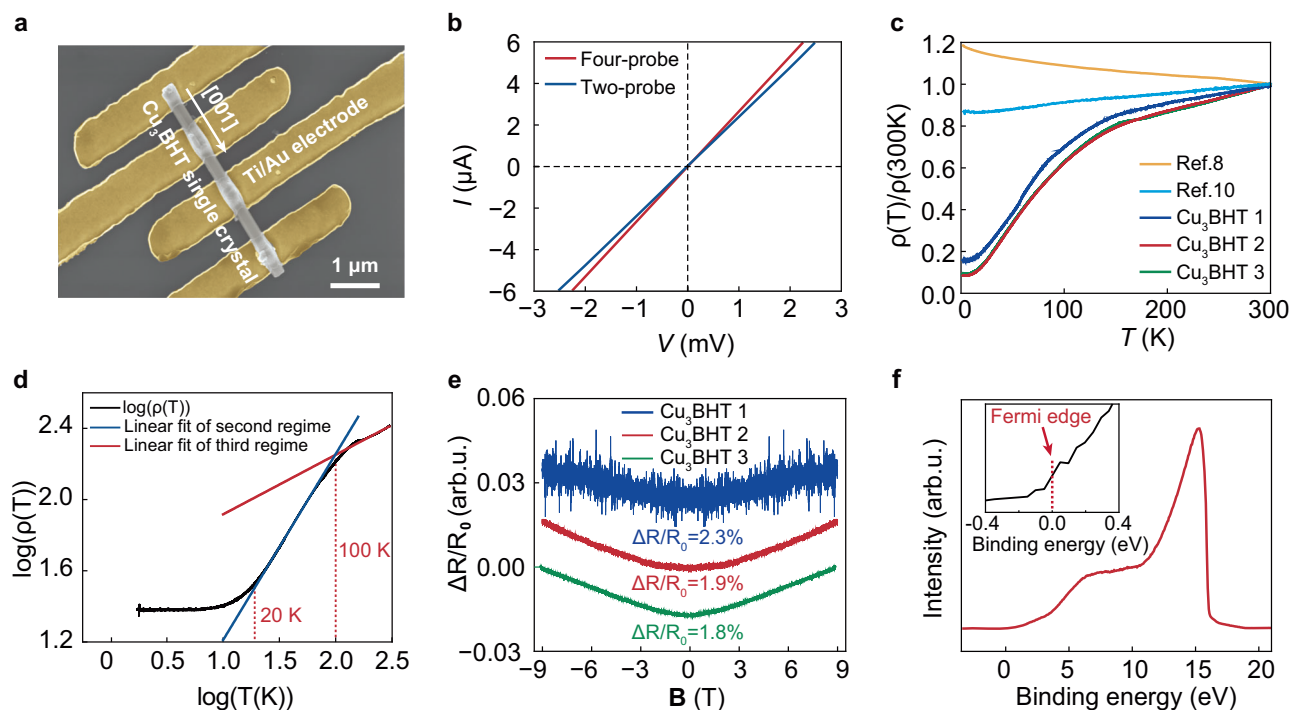 a
[001]
Cu₃BHT single crystal
Ti/Au electrode
1 μm
b
Four-probe
Two-probe
6
4
2
0
−2
−4
−6
−3 −2 −1 0 1 2 3
I (μA)
V (mV)
c
1.2
1.0
0.8
0.6
0.4
0.2
0.0
Ref.8
Ref.10
Cu₃BHT 1
Cu₃BHT 2
Cu₃BHT 3
0 100 200 300
ρ(T)/ρ(300K)
T (K)
d
log(ρ(T))
Linear fit of second regime
Linear fit of third regime
2.4
2.0
1.6
1.2
100 K
20 K
0 0.5 1.0 1.5 2.0 2.5
log(ρ(T))
log(T(K))
e
Cu₃BHT 1
Cu₃BHT 2
Cu₃BHT 3
0.06
0.03
0.00
−0.03
ΔR/R₀=2.3%
ΔR/R₀=1.9%
ΔR/R₀=1.8%
−9 −6 −3 0 3 6 9
ΔR/R₀ (arb.u.)
B (T)
f
Fermi edge
-0.4 0.0 0.4
Binding energy (eV)
0 5 10 15 20
Intensity (arb.u.)
Binding energy (eV)